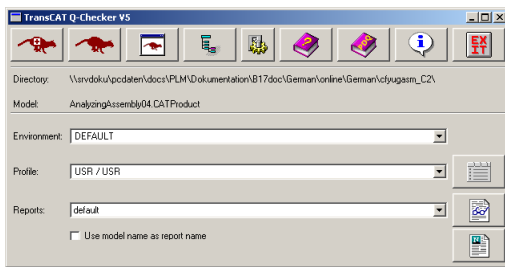 TransCAT Q-Checker V5
EXIT
Directory: \\srvdoku\pcdaten\docs\PLM\Dokumentation\B17doc\German\online\German\cfyugasm_C2\
Model: AnalyzingAssembly04.CATProduct
Environment: DEFAULT
Profile: USR / USR
Reports: default
Use model name as report name